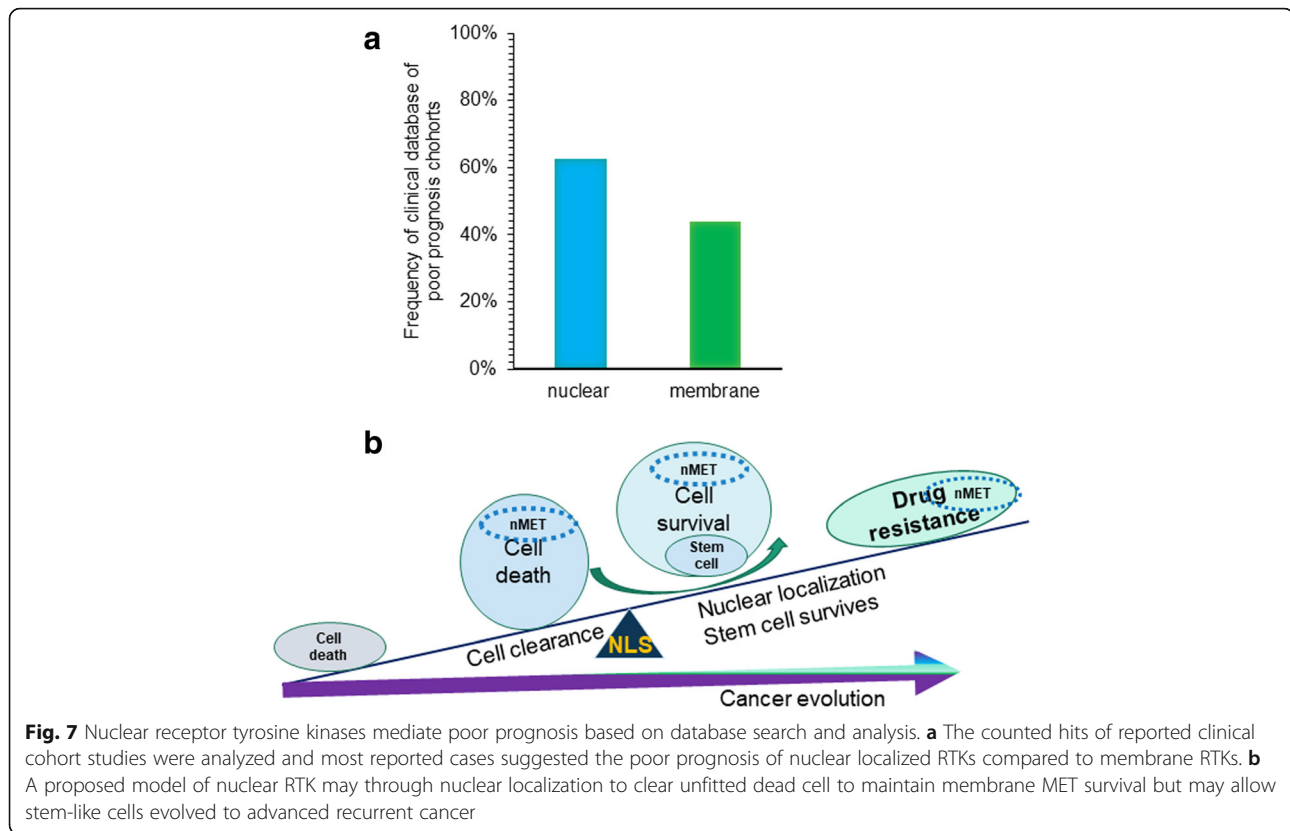 a
100%
80%
60%
40%
20%
0%
Frequency of clinical database of
poor prognosis chohorts
nuclear
membrane
b
nMET
Cell
survival
Stem
cell
nMET
Cell
death
Drug nMET
resistance
Cell
death
Cell clearance
NLS
Nuclear localization
Stem cell survives
Cancer evolution
Fig. 7 Nuclear receptor tyrosine kinases mediate poor prognosis based on database search and analysis. a The counted hits of reported clinical
cohort studies were analyzed and most reported cases suggested the poor prognosis of nuclear localized RTKs compared to membrane RTKs. b
A proposed model of nuclear RTK may through nuclear localization to clear unfitted dead cell to maintain membrane MET survival but may allow
stem-like cells evolved to advanced recurrent cancer